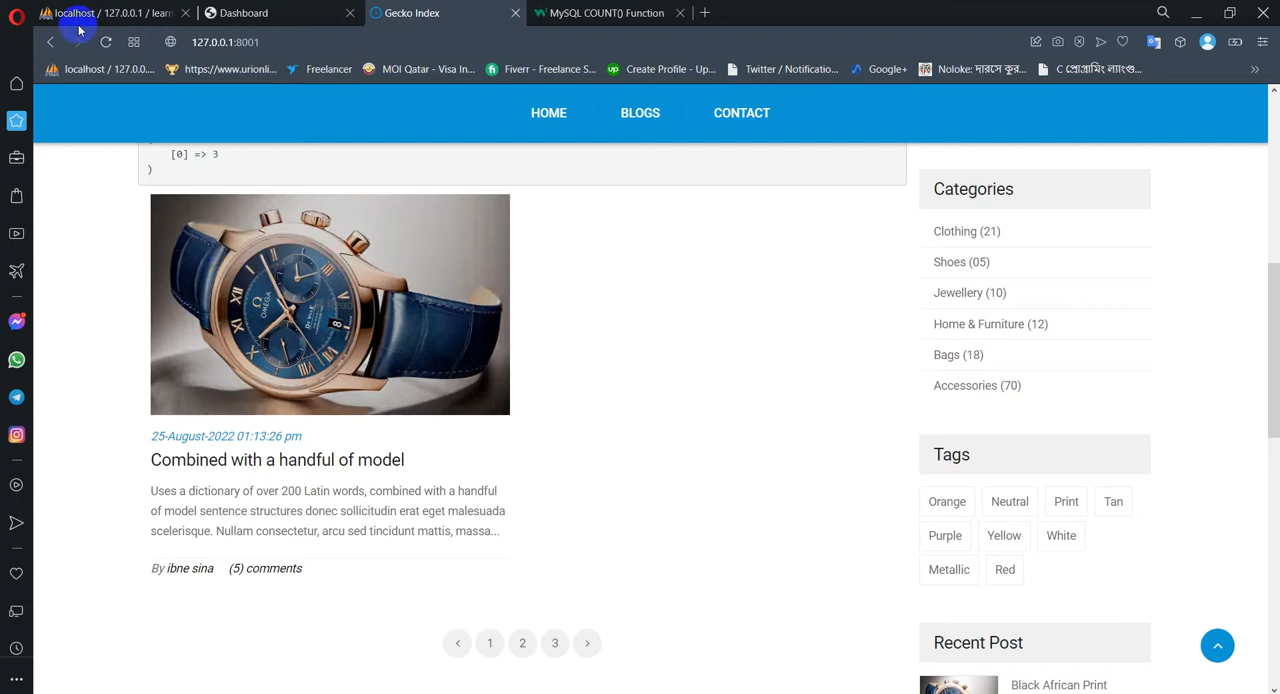 localhost / 127.0.0.1 / learn
Dashboard
Gecko Index
MySQL COUNT() Function
127.0.0.1:8001
localhost / 127.0.0....
https://www.urionli...
Freelancer
MOI Qatar - Visa In...
Fiverr - Freelance S...
Create Profile - Up...
Twitter / Notificatio...
Google+
Noloke: দারসে কুর...
C প্রোগ্রামিং ল্যাংগু...
HOME
BLOGS
CONTACT
[0] => 3
)
OMEGA
25-August-2022 01:13:26 pm
Combined with a handful of model
Uses a dictionary of over 200 Latin words, combined with a handful
of model sentence structures donec sollicitudin erat eget malesuada
scelerisque. Nullam consectetur, arcu sed tincidunt mattis, massa...
By ibne sina (5) comments
‹ 1 2 3 ›
Categories
Clothing (21)
Shoes (05)
Jewellery (10)
Home & Furniture (12)
Bags (18)
Accessories (70)
Tags
Orange Neutral Print Tan
Purple Yellow White
Metallic Red
Recent Post
Black African Print